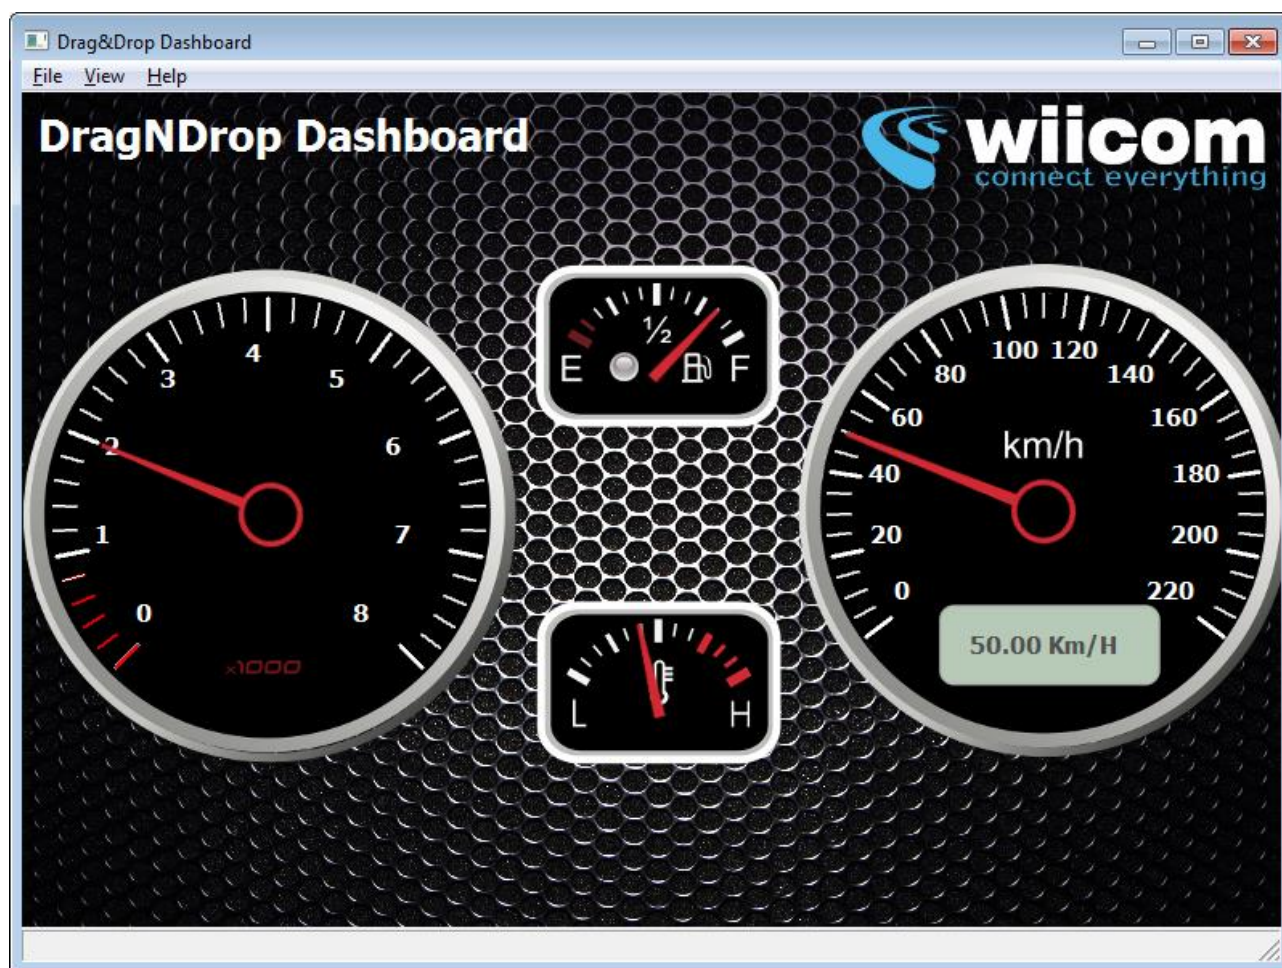 Drag&Drop Dashboard
File View Help
DragNDrop Dashboard
wiicom
connect everything
0
1
2
3
4
5
6
7
8
x1000
1/2
E F
L H
0
20
40
60
80
100
120
140
160
180
200
220
km/h
50.00 Km/H